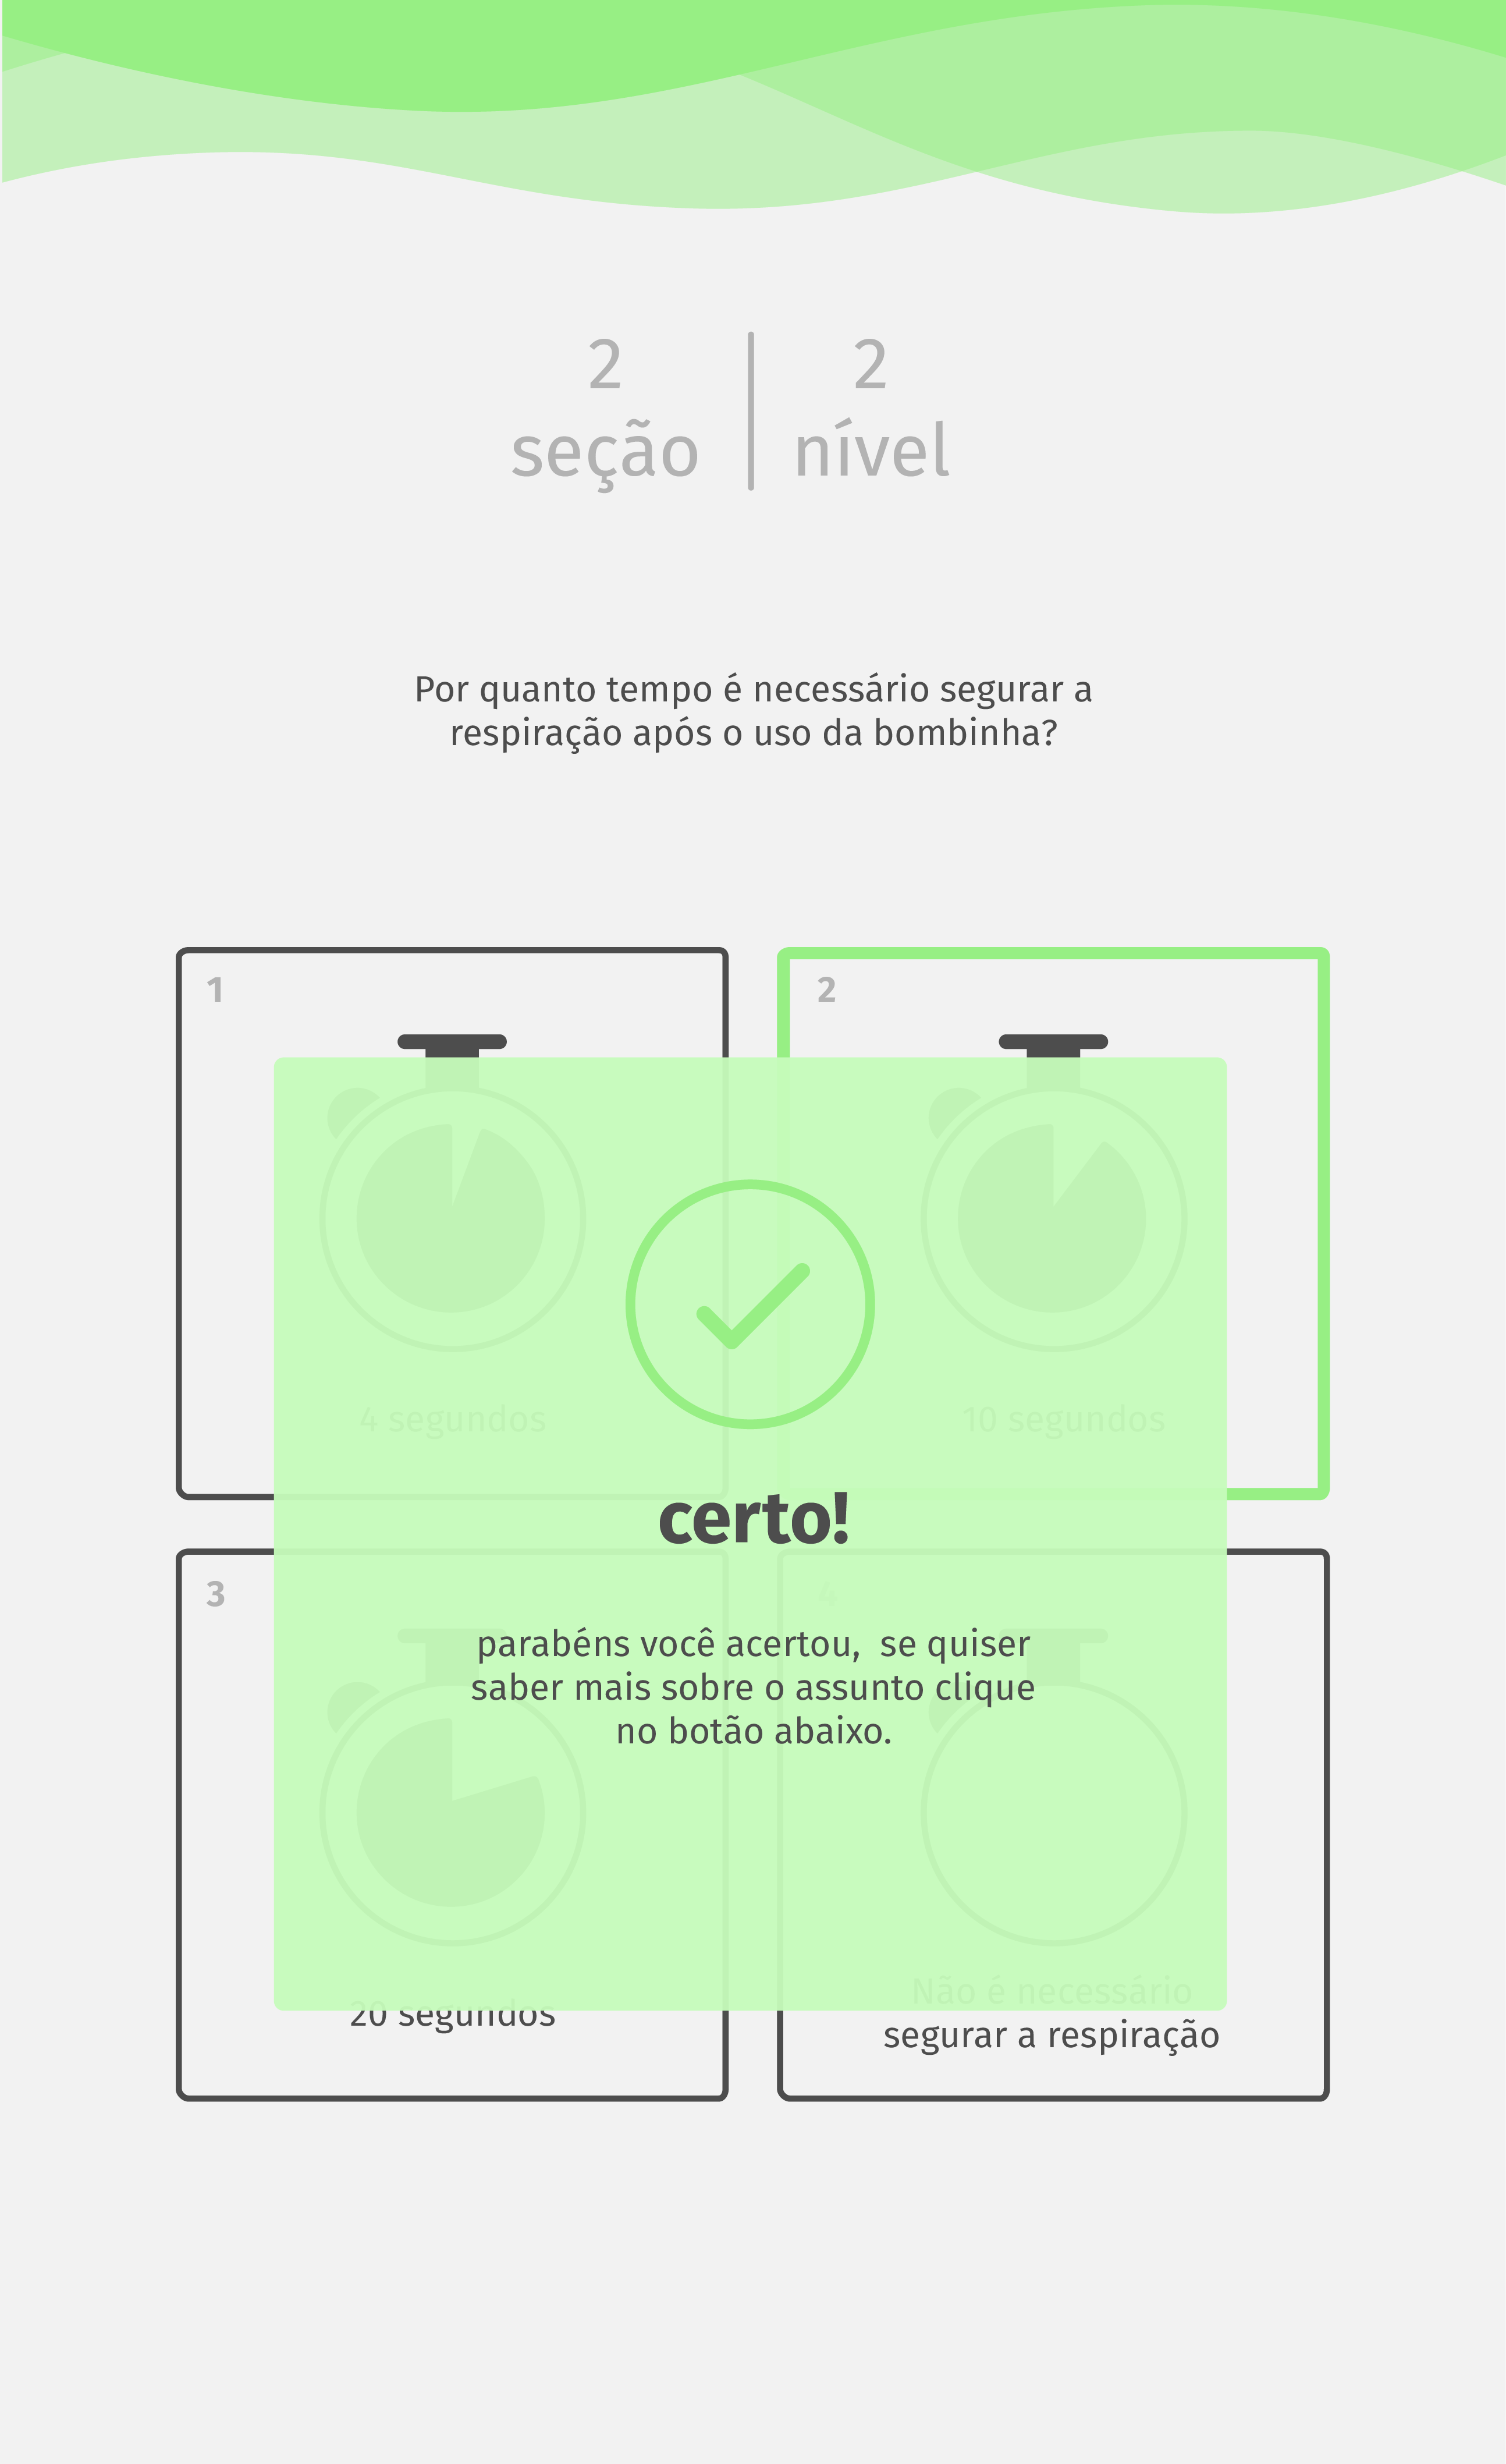 2
seção
2
nível
Por quanto tempo é necessário segurar a
respiração após o uso da bombinha?
1
2
4 segundos
10 segundos
certo!
3
4
parabéns você acertou,  se quiser
saber mais sobre o assunto clique
no botão abaixo.
20 segundos
Não é necessário
segurar a respiração